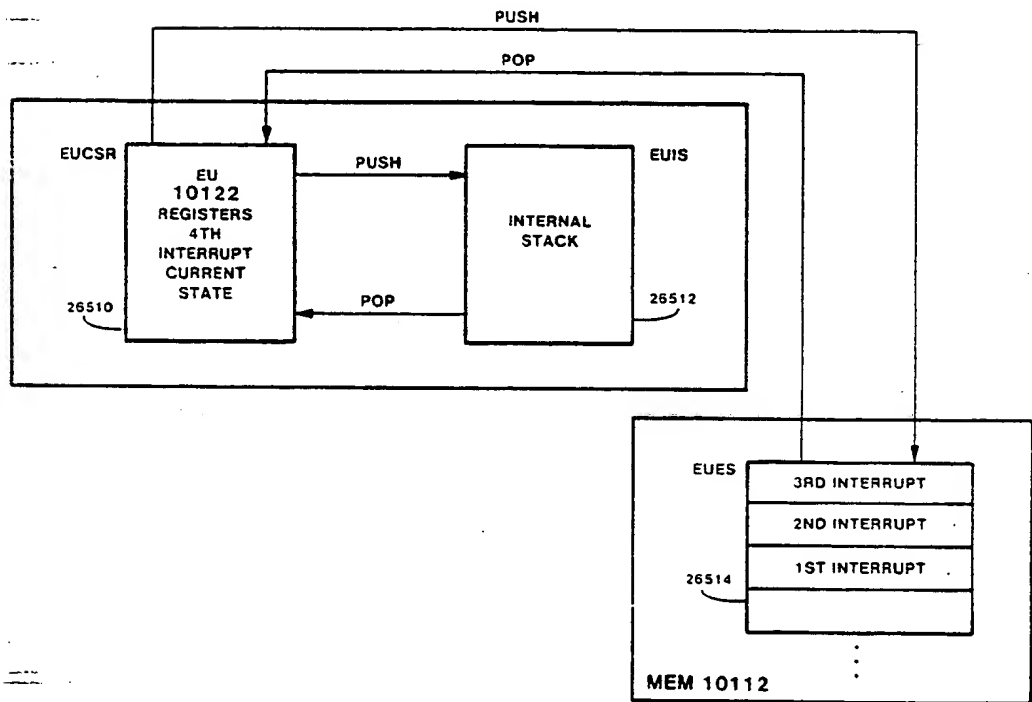 PUSH
POP
EUCSR
EU
10122
REGISTERS
4TH
INTERRUPT
CURRENT
STATE
26510
PUSH
POP
INTERNAL
STACK
EUIS
26512
EUES
3RD INTERRUPT
2ND INTERRUPT
1ST INTERRUPT
26514
MEM 10112